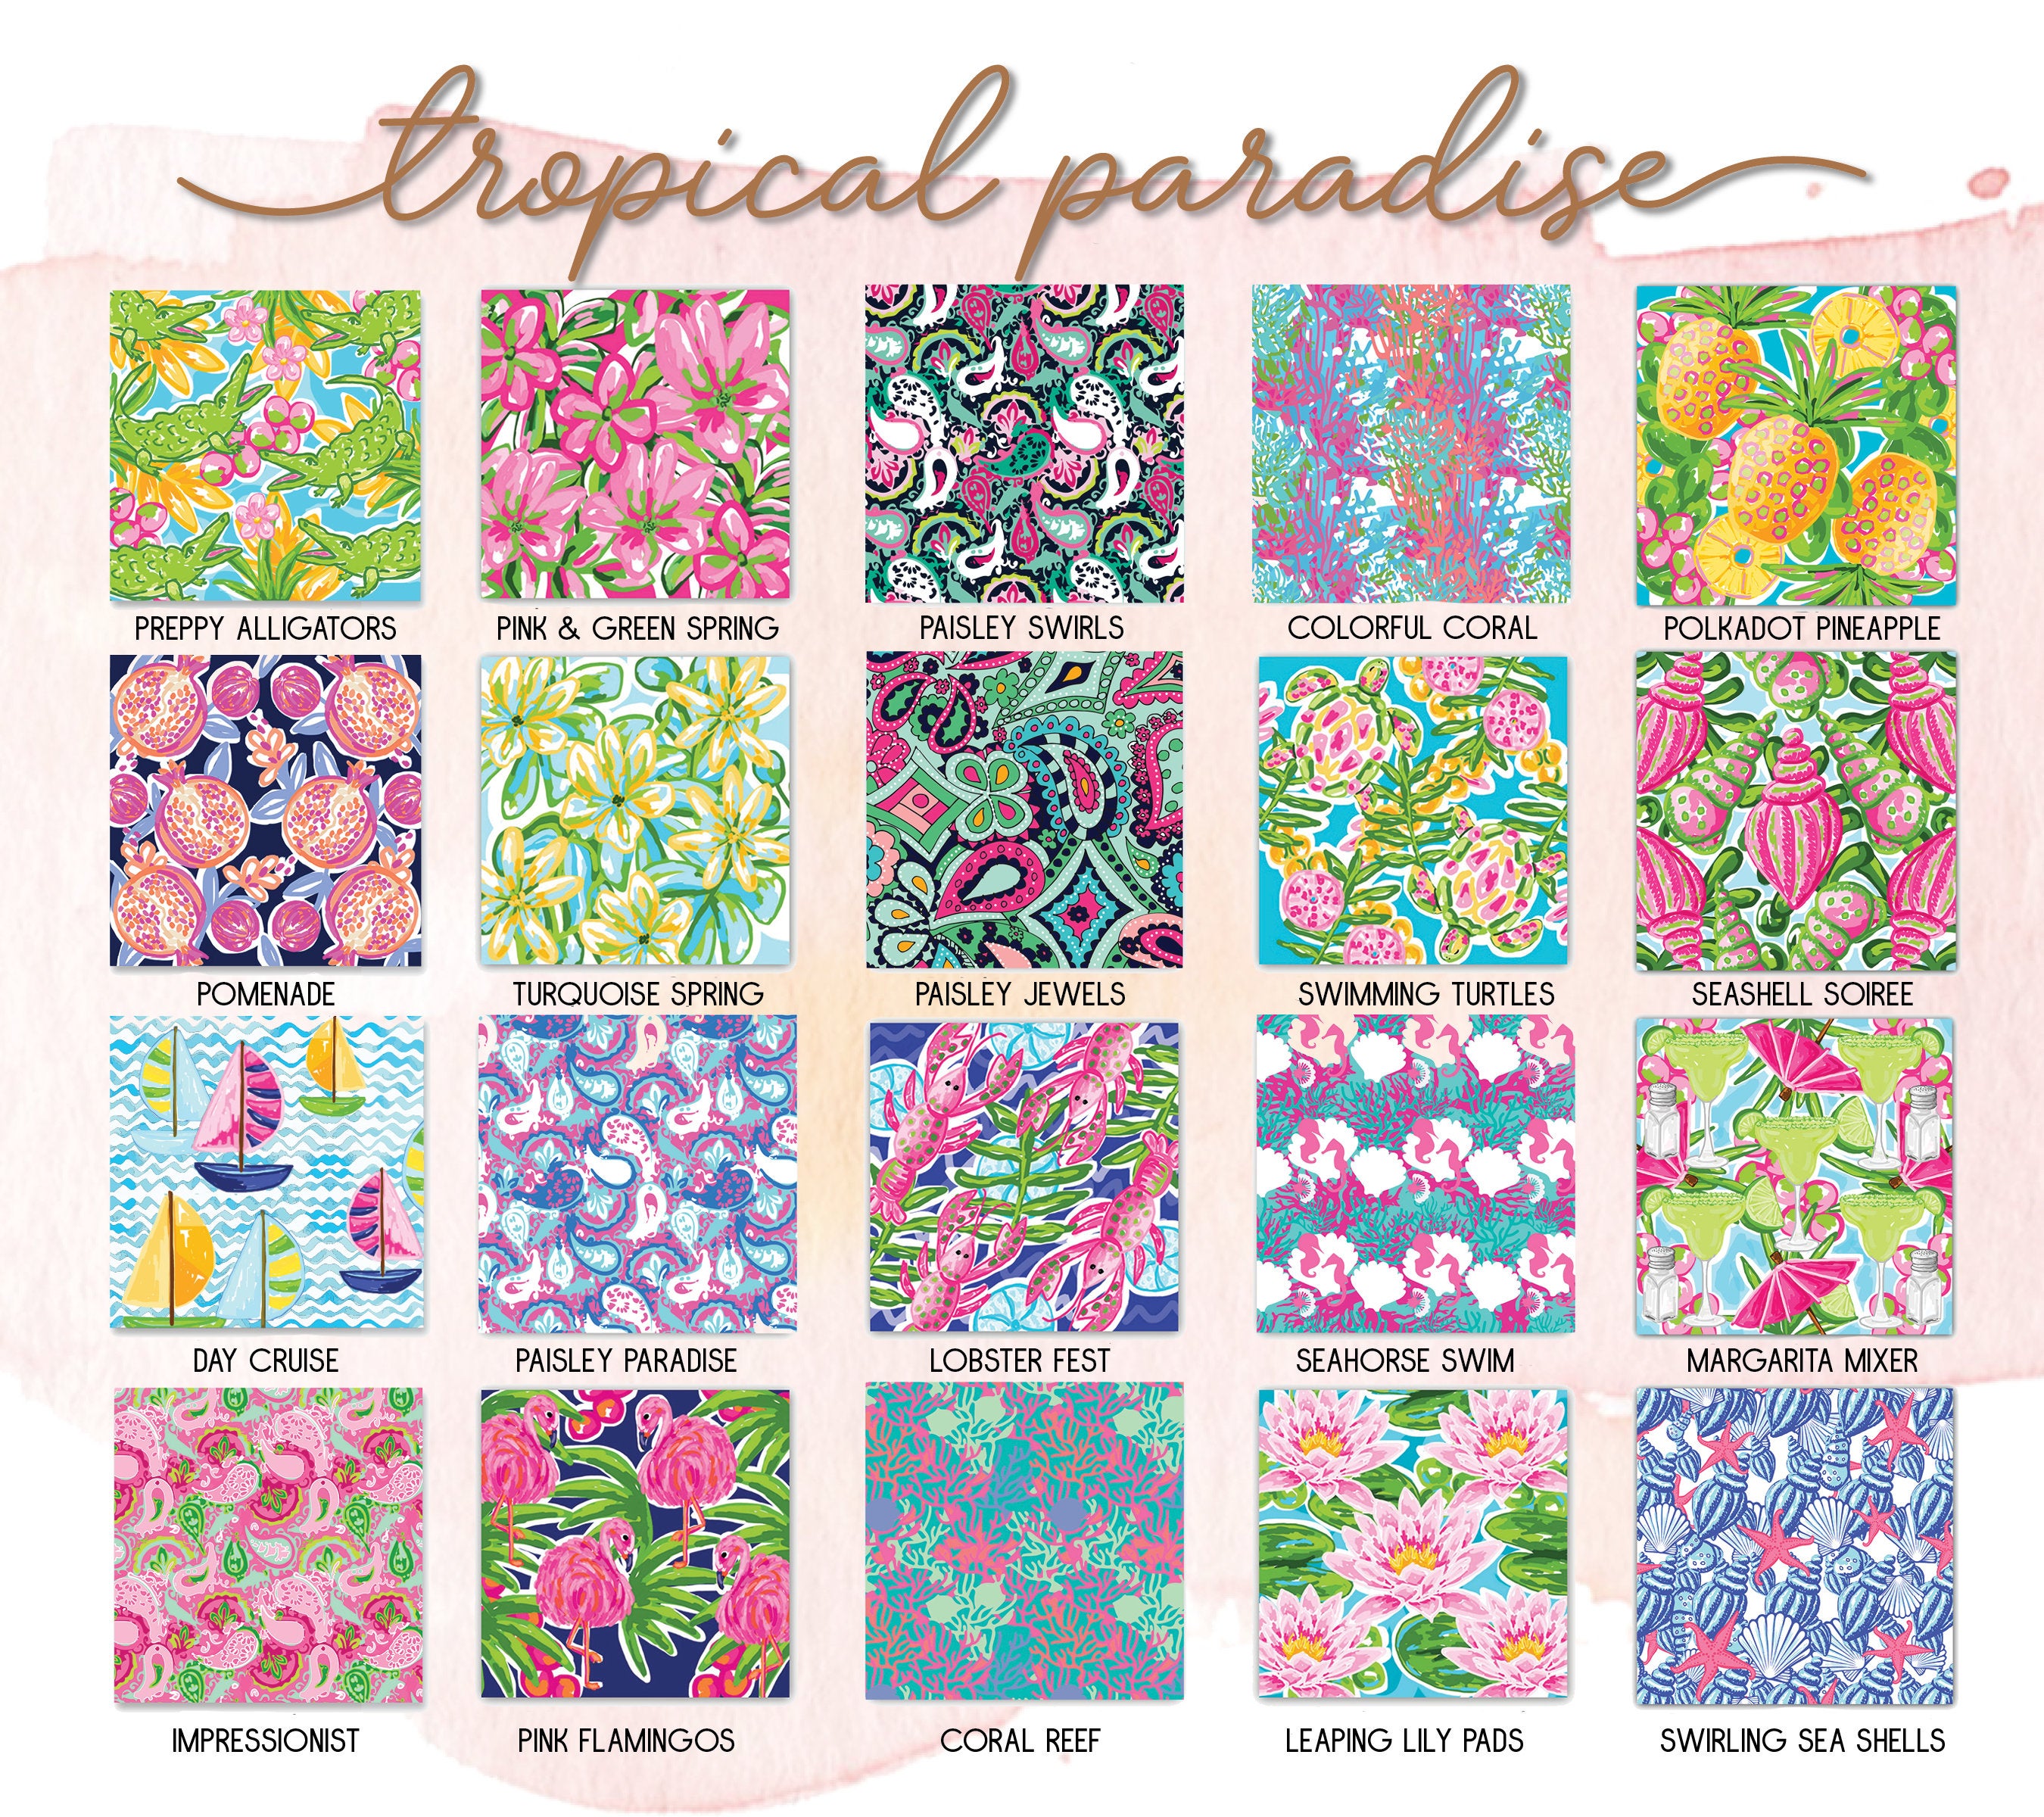 tropical paradise
PREPPY ALLIGATORS
PINK & GREEN SPRING
PAISLEY SWIRLS
COLORFUL CORAL
POLKADOT PINEAPPLE
POMENADE
TURQUOISE SPRING
PAISLEY JEWELS
SWIMMING TURTLES
SEASHELL SOIREE
DAY CRUISE
PAISLEY PARADISE
LOBSTER FEST
SEAHORSE SWIM
MARGARITA MIXER
IMPRESSIONIST
PINK FLAMINGOS
CORAL REEF
LEAPING LILY PADS
SWIRLING SEA SHELLS